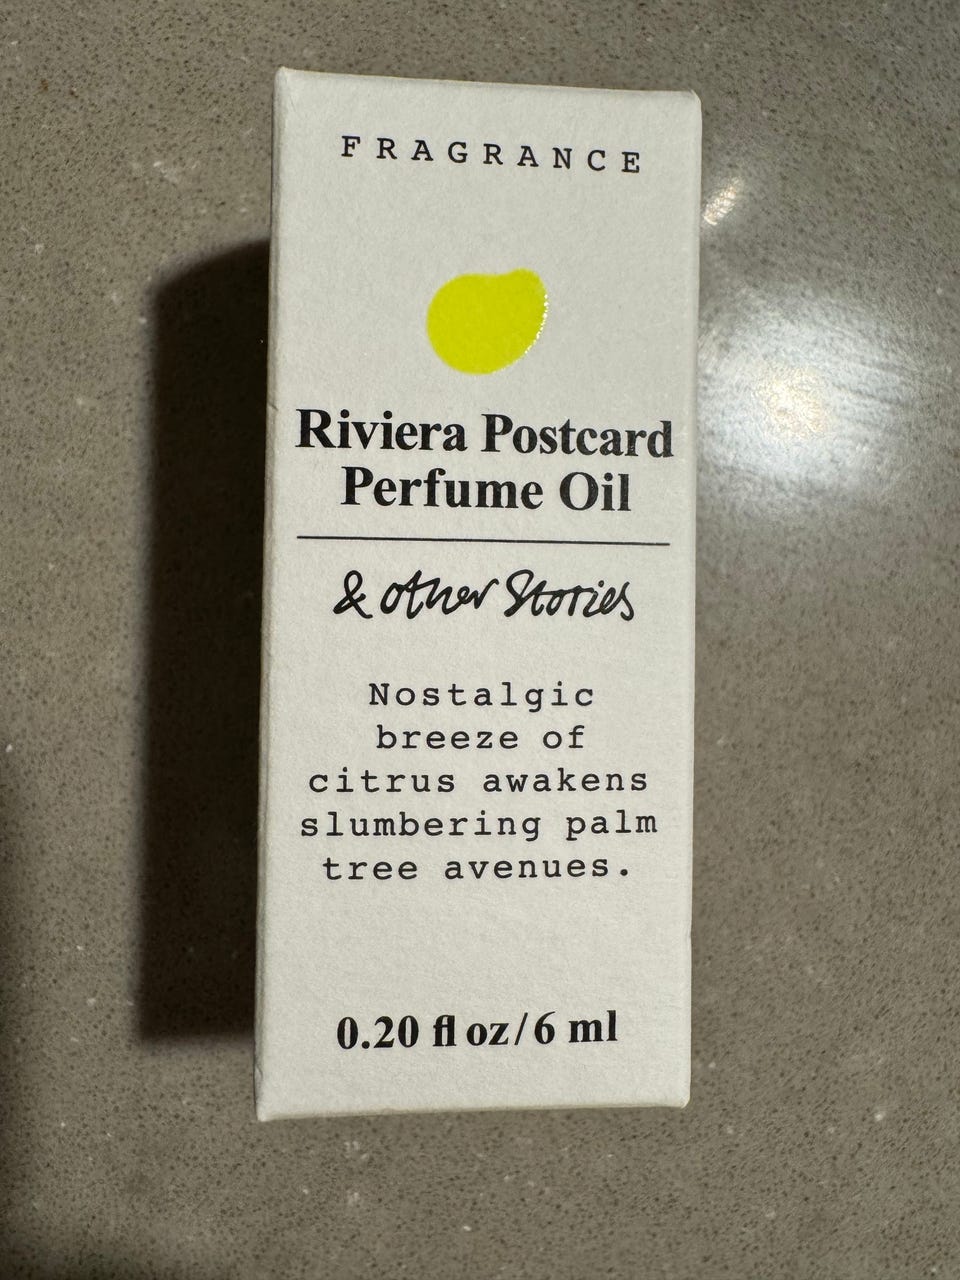 FRAGRANCE
Riviera Postcard
Perfume Oil
& other Stories
Nostalgic
breeze of
citrus awakens
slumbering palm
tree avenues.
0.20 fl oz/6 ml